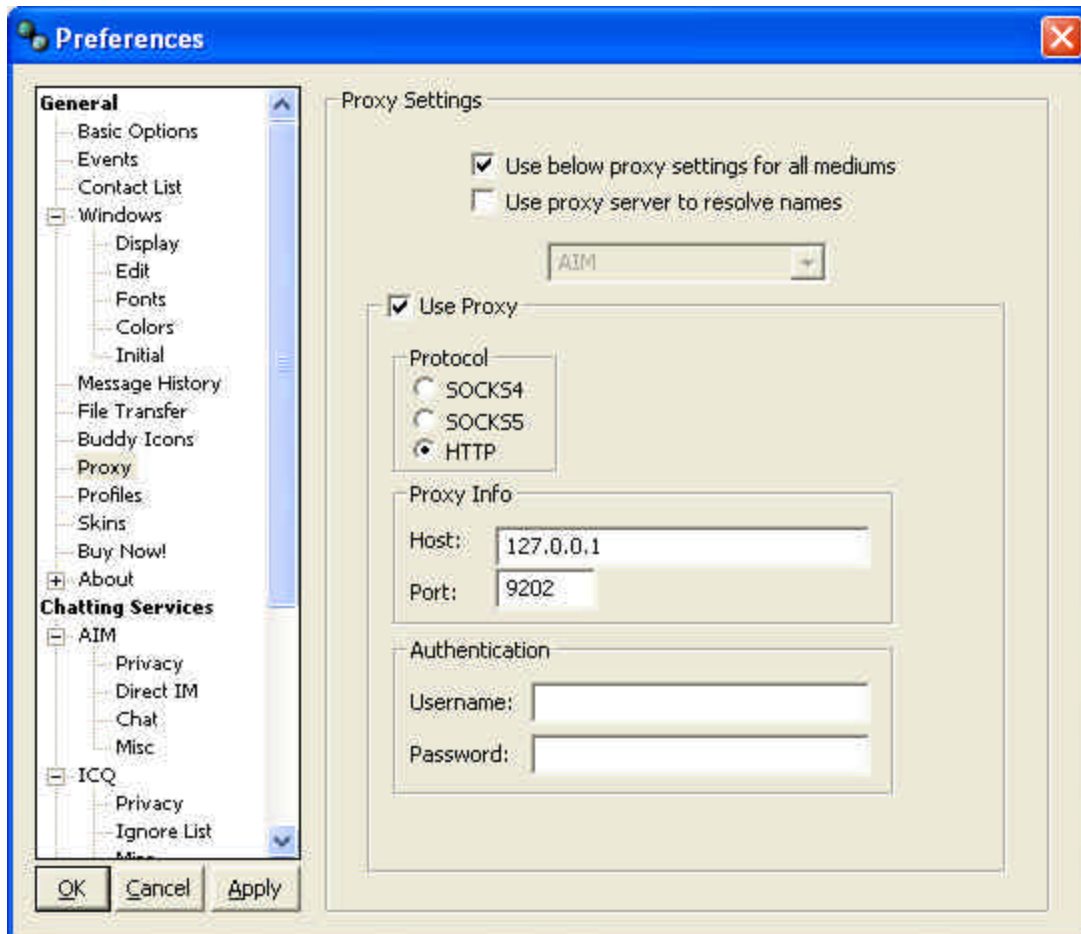 Preferences
General
Basic Options
Events
Contact List
Windows
Display
Edit
Fonts
Colors
Initial
Message History
File Transfer
Buddy Icons
Proxy
Profiles
Skins
Buy Now!
About
Chatting Services
AIM
Privacy
Direct IM
Chat
Misc
ICQ
Privacy
Ignore List
Misc
OK Cancel Apply
Proxy Settings
Use below proxy settings for all mediums
Use proxy server to resolve names
AIM
Use Proxy
Protocol
SOCKS4
SOCKS5
HTTP
Proxy Info
Host: 127.0.0.1
Port: 9202
Authentication
Username:
Password: